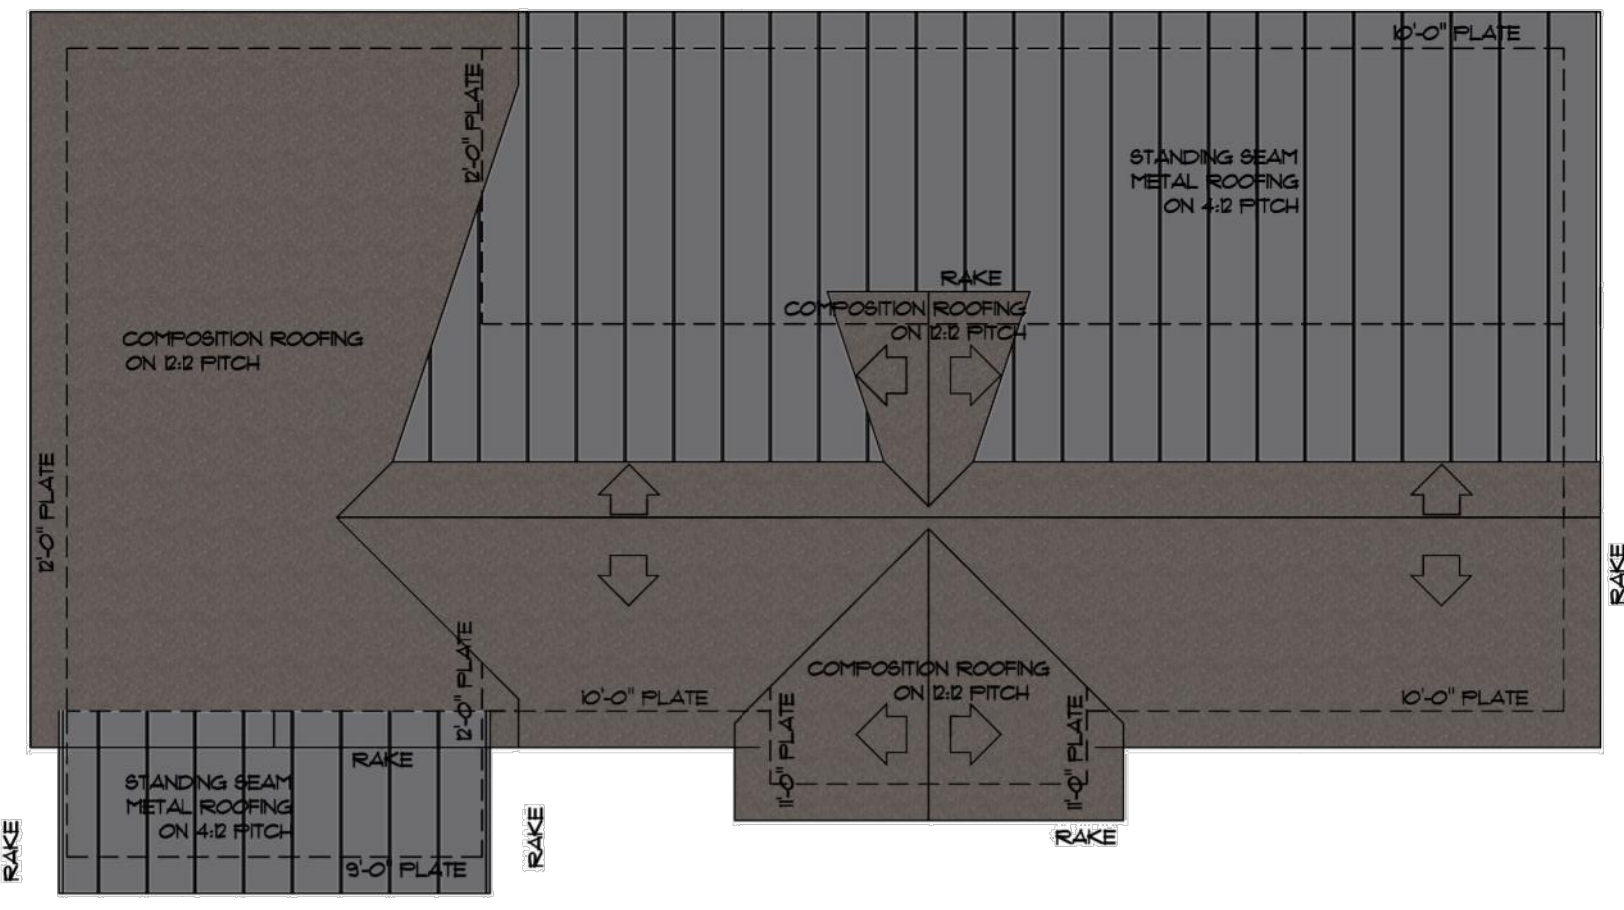 10'-0" PLATE
12'-0" PLATE
STANDING SEAM
METAL ROOFING
ON 4:12 PITCH
RAKE
COMPOSITION ROOFING
ON 12:12 PITCH
COMPOSITION ROOFING
ON 12:12 PITCH
12'-0" PLATE
RAKE
12'-0" PLATE
10'-0" PLATE
COMPOSITION ROOFING
ON 12:12 PITCH
10'-0" PLATE
11'-0" PLATE
11'-0" PLATE
RAKE
STANDING SEAM
METAL ROOFING
ON 4:12 PITCH
9'-0" PLATE
RAKE
RAKE
RAKE